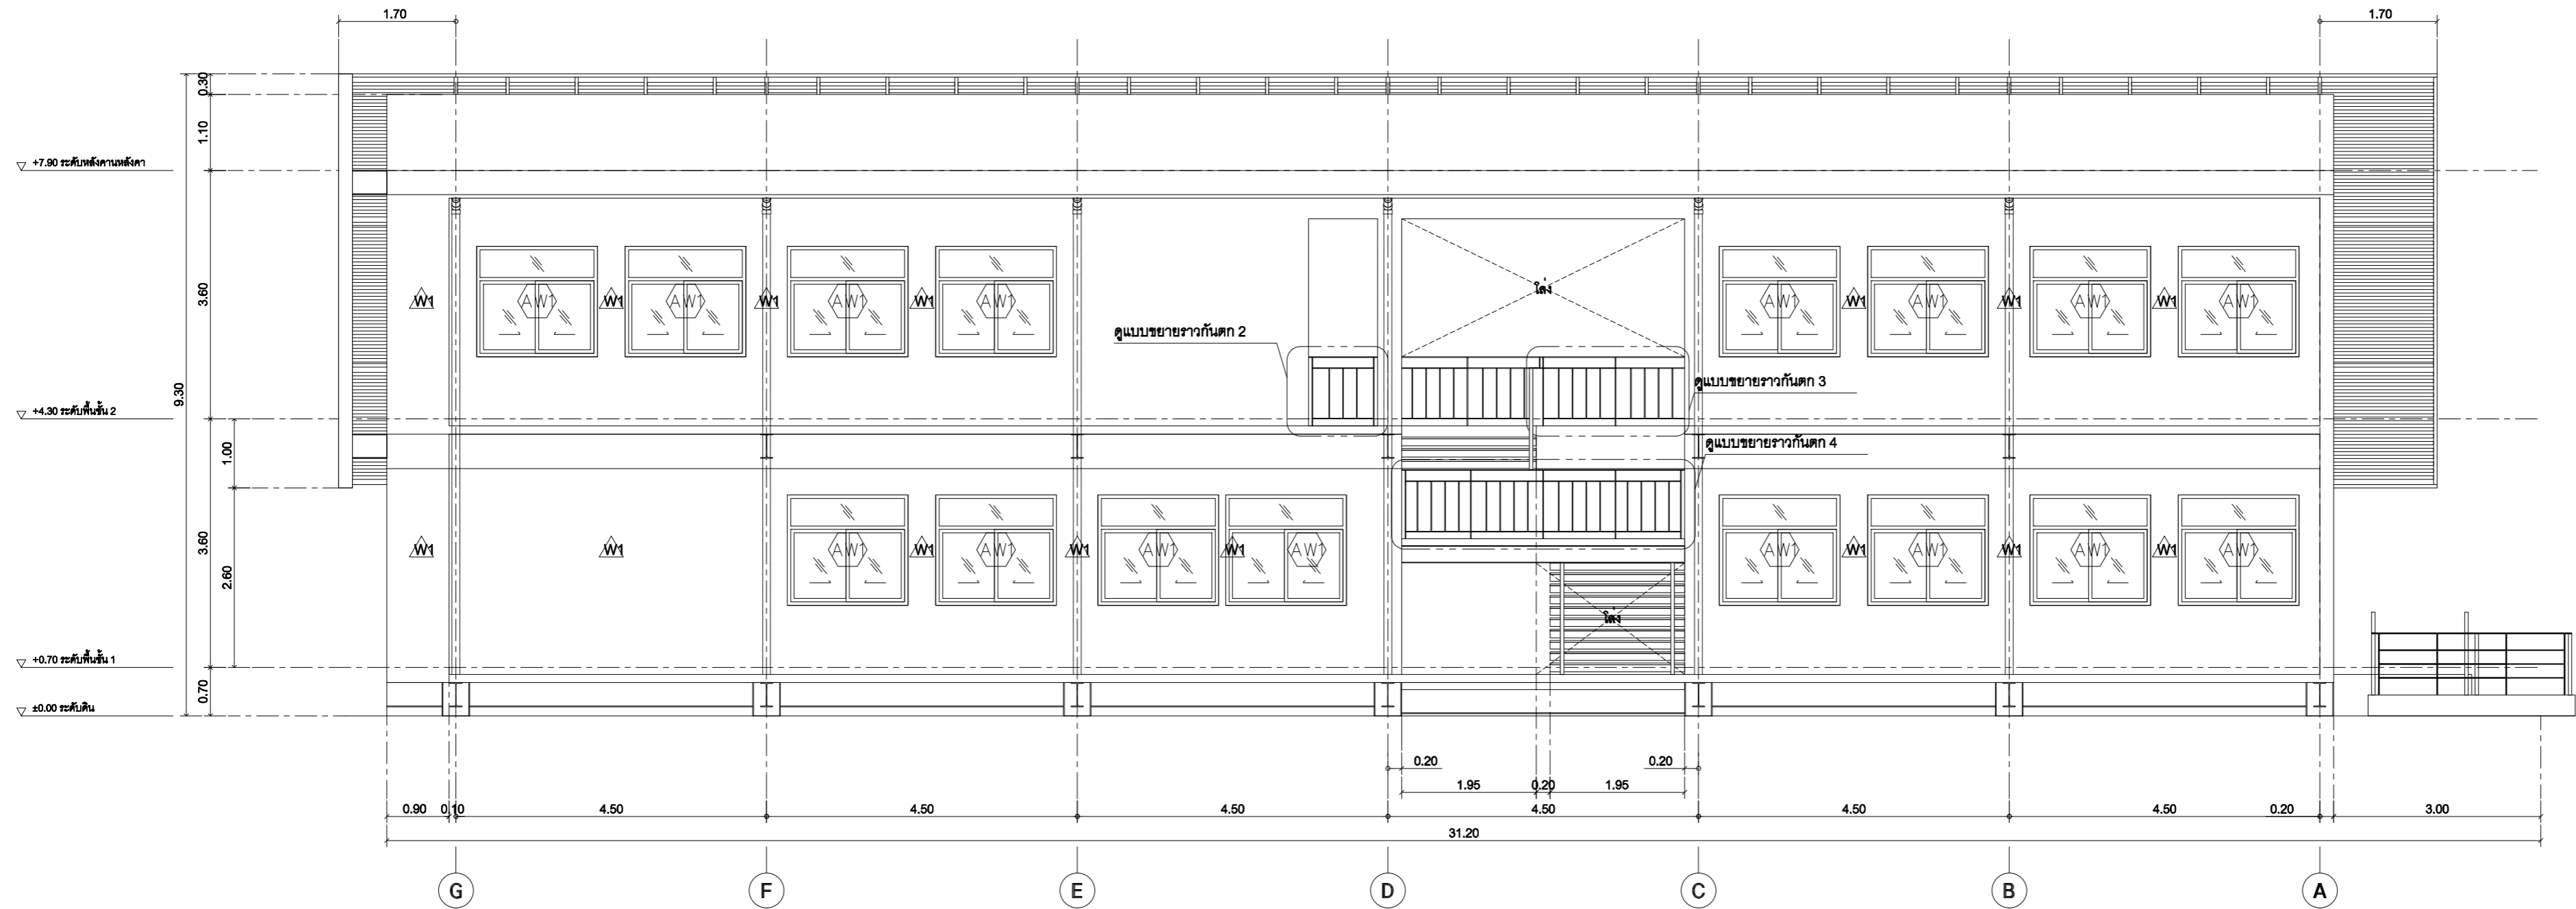 1.70
1.70
0.30
1.10
+7.90 ระดับหลังคานหลังคา
3.60
9.30
W1
AW1
W1
AW1
W1
AW1
W1
AW1
โล่ง
AW1
W1
AW1
W1
AW1
W1
AW1
ดูแบบขยายราวกันตก 2
ดูแบบขยายราวกันตก 3
+4.30 ระดับพื้นชั้น 2
1.00
ดูแบบขยายราวกันตก 4
3.60
2.60
W1
W1
AW1
W1
AW1
W1
AW1
W1
AW1
AW1
W1
AW1
W1
AW1
W1
AW1
โล่ง
+0.70 ระดับพื้นชั้น 1
0.70
±0.00 ระดับดิน
0.20
0.20
1.95
0.20
1.95
0.90
0.10
4.50
4.50
4.50
4.50
4.50
4.50
0.20
3.00
31.20
G
F
E
D
C
B
A